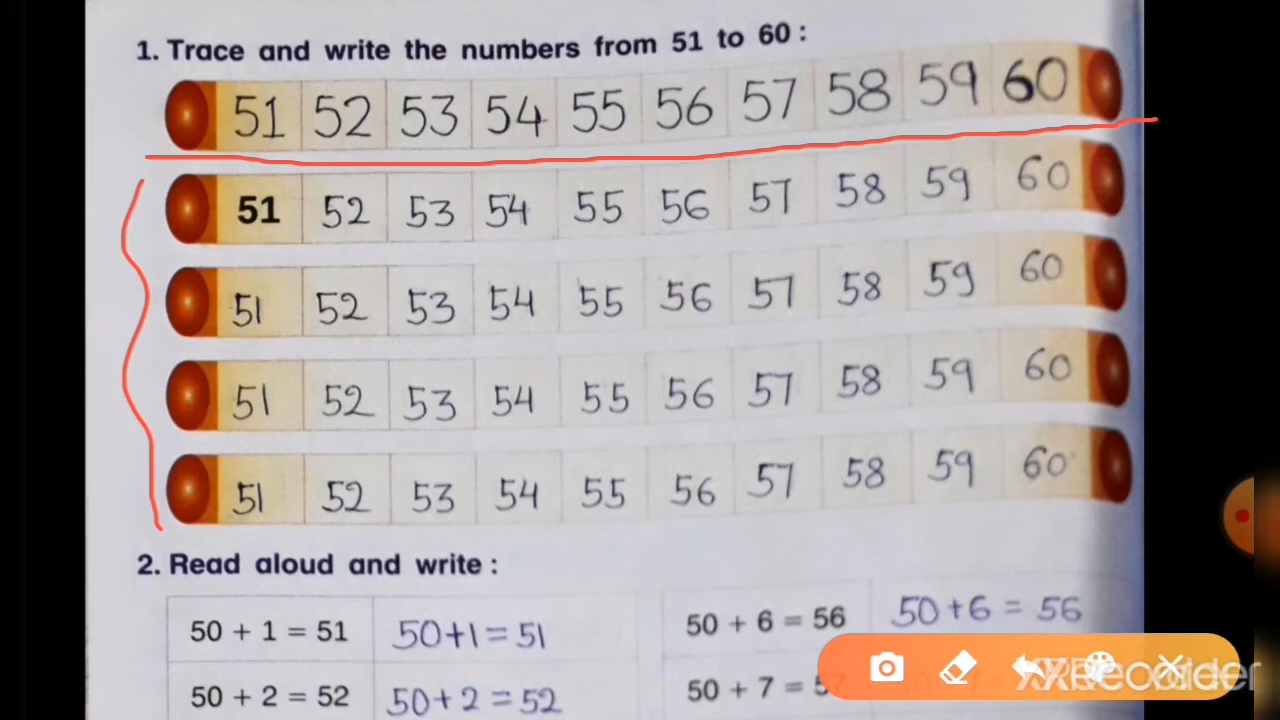 1. Trace and write the numbers from 51 to 60 :
51 52 53 54 55 56 57 58 59 60
51 52 53 54 55 56 57 58 59 60
51 52 53 54 55 56 57 58 59 60
51 52 53 54 55 56 57 58 59 60
51 52 53 54 55 56 57 58 59 60
2. Read aloud and write :
50 + 1 = 51 50+1=51 50 + 6 = 56 50+6 = 56
50 + 2 = 52 50+2=52 50 + 7 =